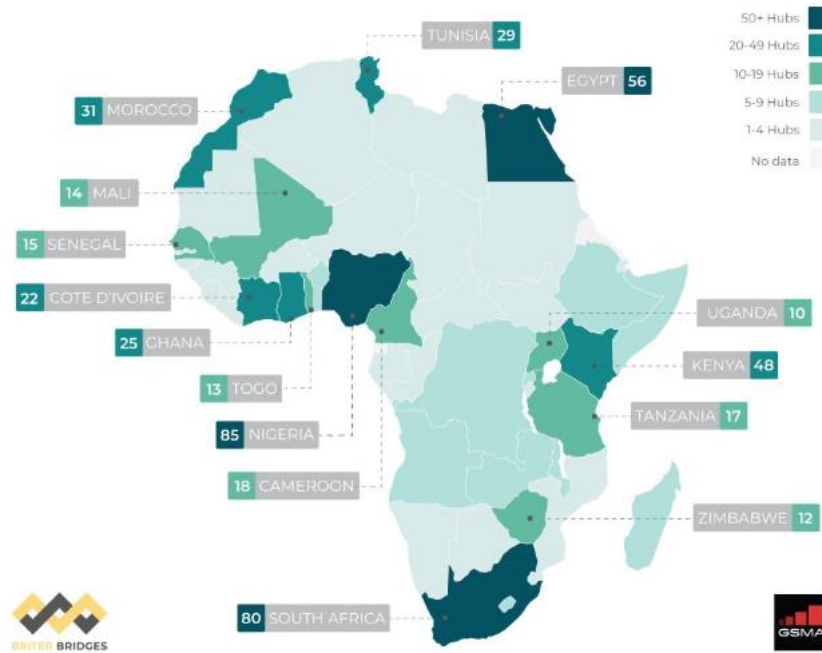 50+ Hubs
20-49 Hubs
10-19 Hubs
5-9 Hubs
1-4 Hubs
No data
TUNISIA 29
EGYPT 56
31 MOROCCO
14 MALI
15 SENEGAL
22 COTE D'IVOIRE
25 GHANA
13 TOGO
85 NIGERIA
18 CAMEROON
UGANDA 10
KENYA 48
TANZANIA 17
ZIMBABWE 12
80 SOUTH AFRICA
BRITER BRIDGES
GSMA